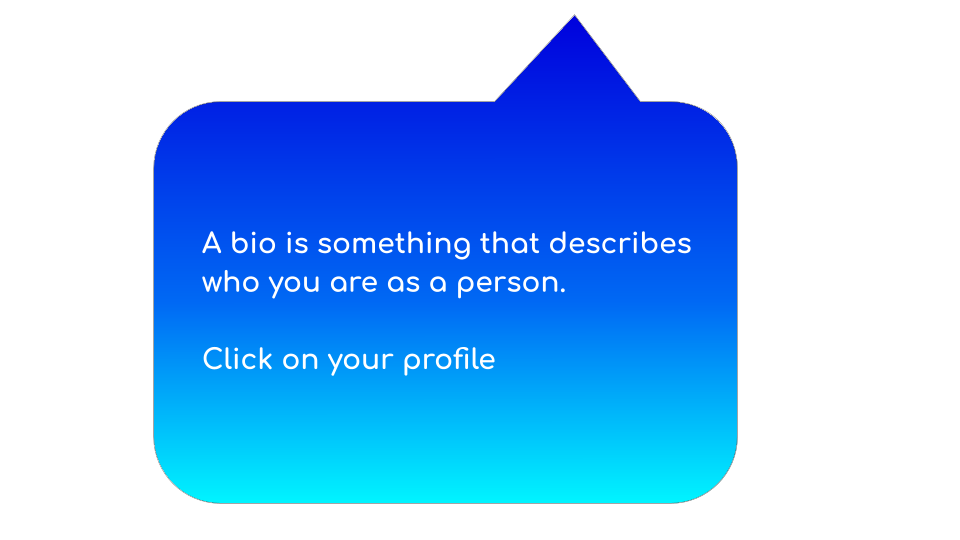 A bio is something that describes
who you are as a person.
Click on your profile